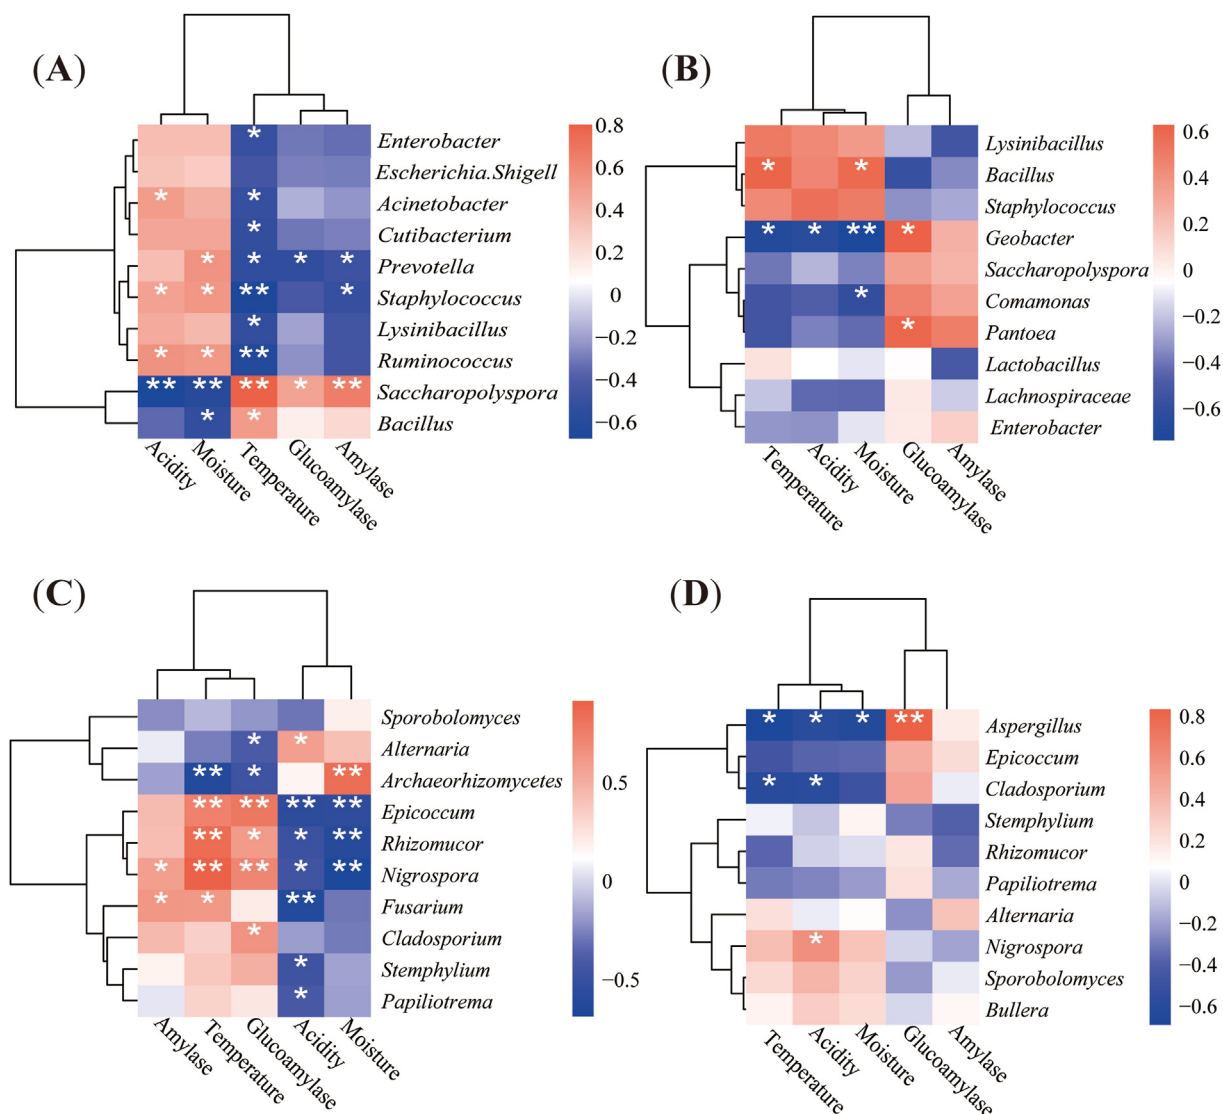 (A)
*
Enterobacter
Escherichia.Shigell
* *
Acinetobacter
*
Cutibacterium
* * * *
Prevotella
* * ** *
Staphylococcus
*
Lysinibacillus
* * **
Ruminococcus
** ** ** * **
Saccharopolyspora
* *
Bacillus
Acidity
Moisture
Temperature
Glucoamylase
Amylase
0.8
0.6
0.4
0.2
0
−0.2
−0.4
−0.6
(B)
Lysinibacillus
* *
Bacillus
Staphylococcus
* * ** *
Geobacter
Saccharopolyspora
*
Comamonas
*
Pantoea
Lactobacillus
Lachnospiraceae
Enterobacter
Temperature
Acidity
Moisture
Glucoamylase
Amylase
0.6
0.4
0.2
0
−0.2
−0.4
−0.6
(C)
Sporobolomyces
* *
Alternaria
** * **
Archaeorhizomycetes
** ** ** **
Epicoccum
** * * **
Rhizomucor
* ** ** * **
Nigrospora
* * **
Fusarium
*
Cladosporium
*
Stemphylium
*
Papiliotrema
Amylase
Temperature
Glucoamylase
Acidity
Moisture
0.5
0
−0.5
(D)
* * * **
Aspergillus
Epicoccum
* *
Cladosporium
Stemphylium
Rhizomucor
Papiliotrema
Alternaria
*
Nigrospora
Sporobolomyces
Bullera
Temperature
Acidity
Moisture
Glucoamylase
Amylase
0.8
0.6
0.4
0.2
0
−0.2
−0.4
−0.6